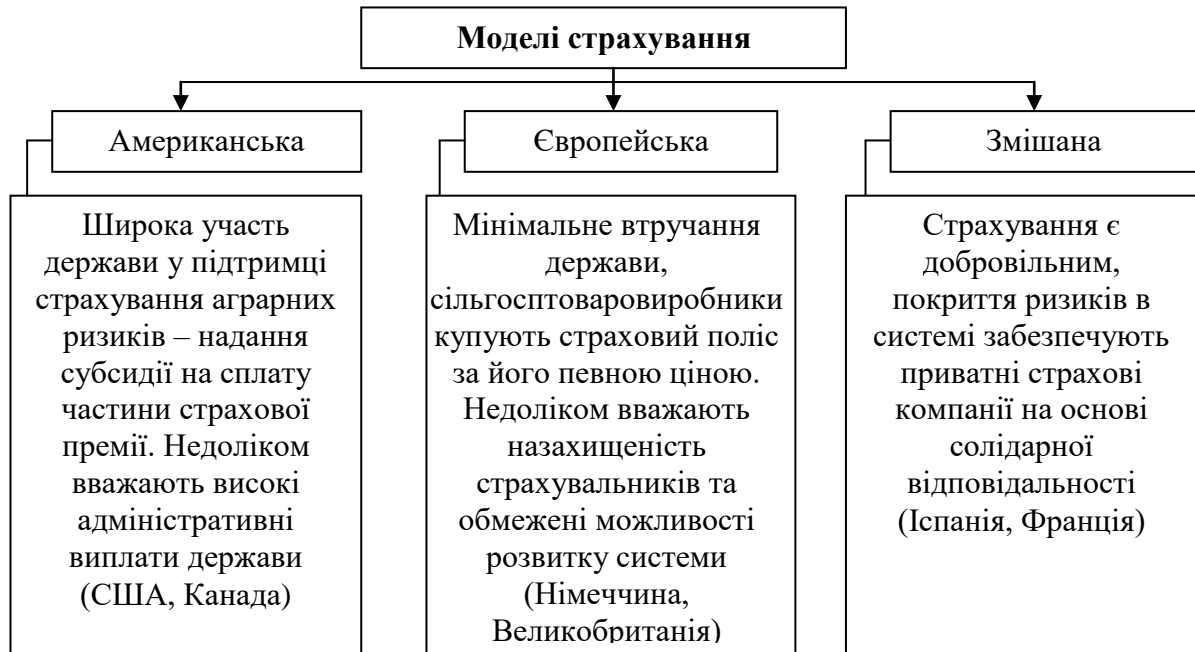 Моделі страхування
Американська
Широка участь
держави у підтримці
страхування аграрних
ризиків – надання
субсидії на сплату
частини страхової
премії. Недоліком
вважають високі
адміністративні
виплати держави
(США, Канада)
Європейська
Мінімальне втручання
держави,
сільгосптоваровиробники
купують страховий поліс
за його певною ціною.
Недоліком вважають
назахищеність
страхувальників та
обмежені можливості
розвитку системи
(Німеччина,
Великобританія)
Змішана
Страхування є
добровільним,
покриття ризиків в
системі забезпечують
приватні страхові
компанії на основі
солідарної
відповідальності
(Іспанія, Франція)